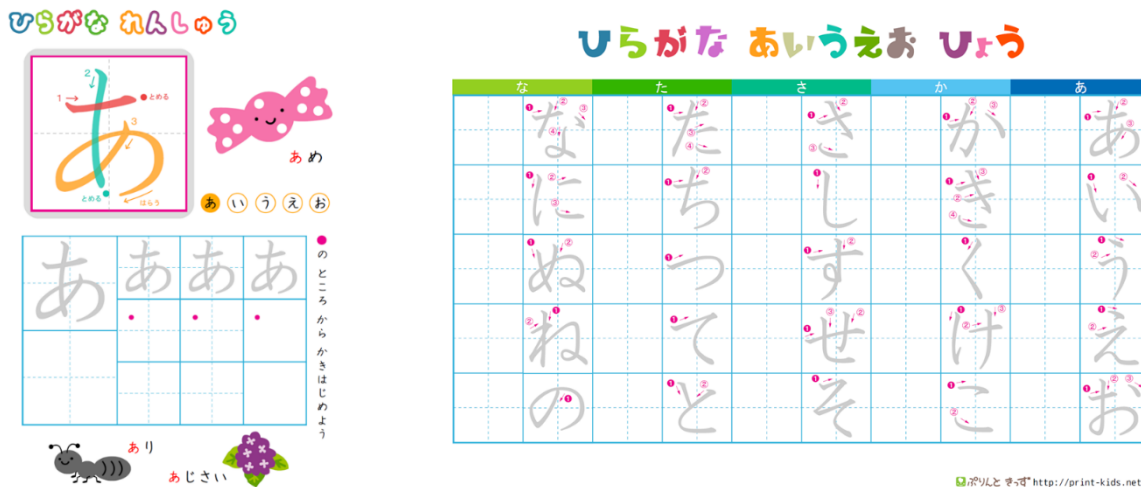 ひらがな れんしゅう
1
2
3
とめる
とめる
はらう
あ
あめ
あ い う え お
あ あ あ あ
●の ところ から かきはじめよう
あり
あじさい
ひらがな あいうえお ひょう
な た さ か あ
な た さ か あ
に ち し き い
ぬ つ す く う
ね て せ け え
の と そ こ お
ぷりんと きっず http://print-kids.net